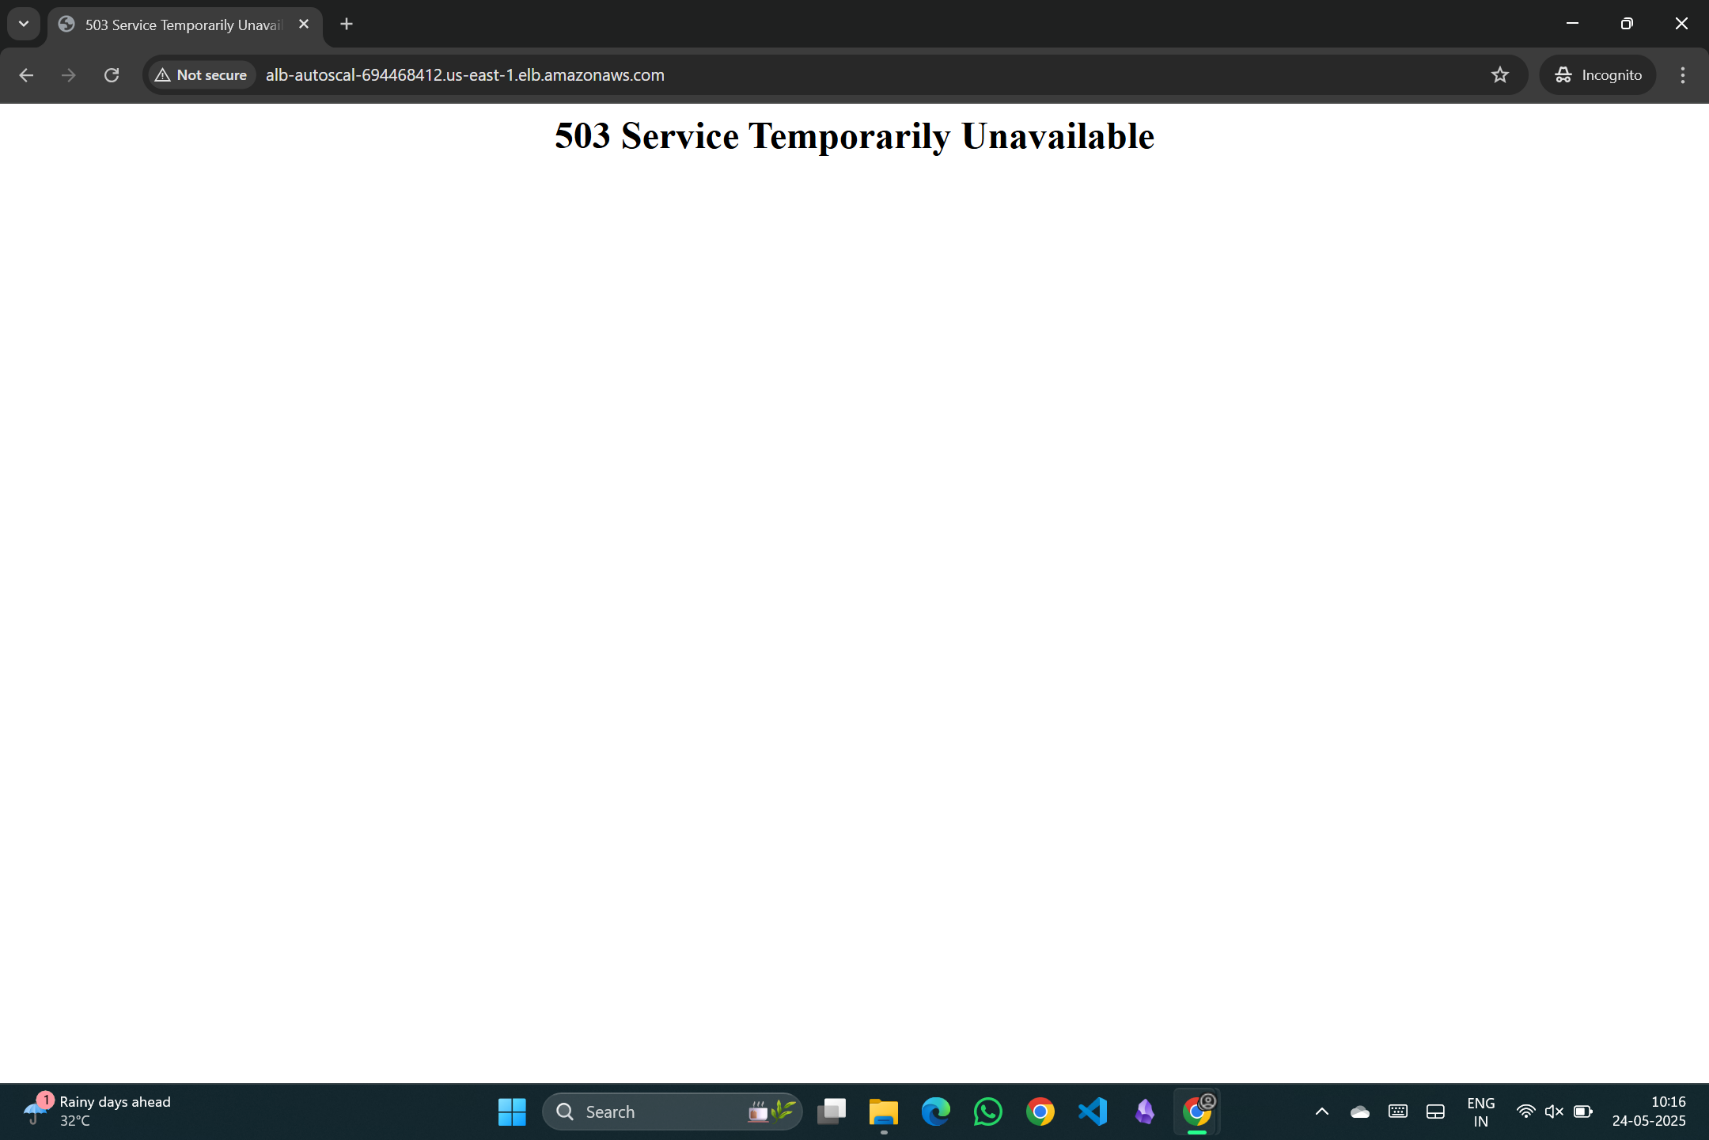 503 Service Temporarily Unavai
Not secure
alb-autoscal-694468412.us-east-1.elb.amazonaws.com
Incognito
503 Service Temporarily Unavailable
1
Rainy days ahead
32°C
Search
ENG
IN
10:16
24-05-2025